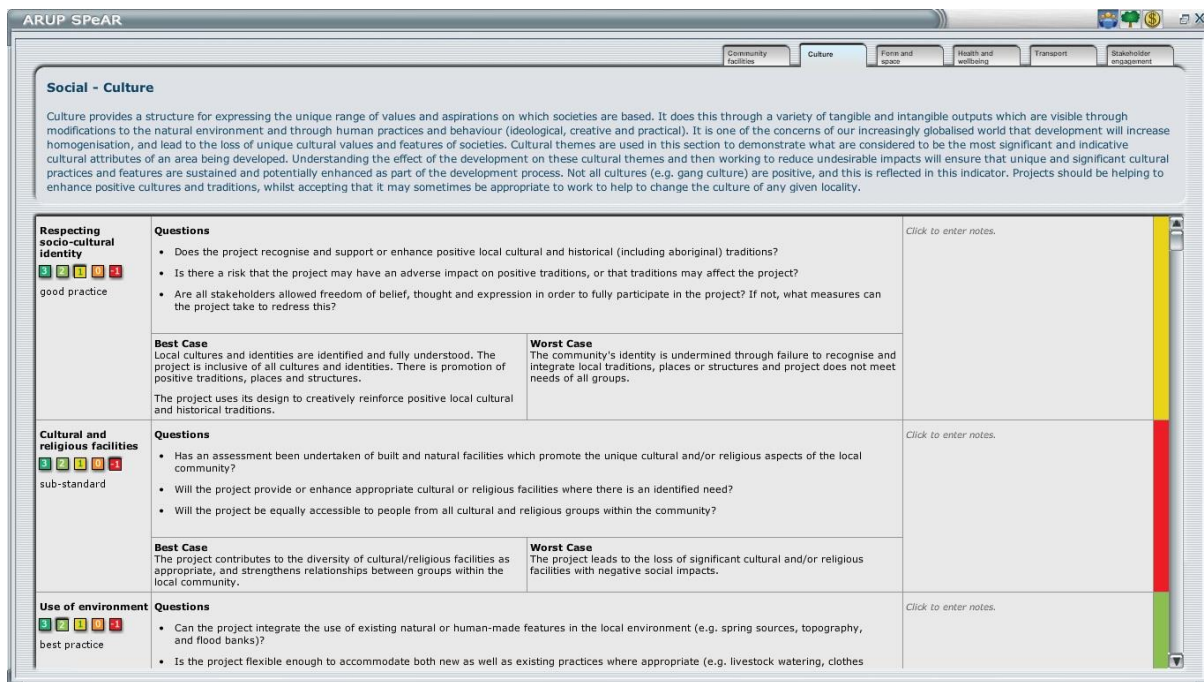 ARUP SPeAR
Community
facilities
Culture
Form and
space
Health and
wellbeing
Transport
Stakeholder
engagement
Social - Culture
Culture provides a structure for expressing the unique range of values and aspirations on which societies are based. It does this through a variety of tangible and intangible outputs which are visible through
modifications to the natural environment and through human practices and behaviour (ideological, creative and practical). It is one of the concerns of our increasingly globalised world that development will increase
homogenisation, and lead to the loss of unique cultural values and features of societies. Cultural themes are used in this section to demonstrate what are considered to be the most significant and indicative
cultural attributes of an area being developed. Understanding the effect of the development on these cultural themes and then working to reduce undesirable impacts will ensure that unique and significant cultural
practices and features are sustained and potentially enhanced as part of the development process. Not all cultures (e.g. gang culture) are positive, and this is reflected in this indicator. Projects should be helping to
enhance positive cultures and traditions, whilst accepting that it may sometimes be appropriate to work to help to change the culture of any given locality.
Respecting
socio-cultural
identity
3 2 1 0 -1
good practice
Questions
• Does the project recognise and support or enhance positive local cultural and historical (including aboriginal) traditions?
• Is there a risk that the project may have an adverse impact on positive traditions, or that traditions may affect the project?
• Are all stakeholders allowed freedom of belief, thought and expression in order to fully participate in the project? If not, what measures can
the project take to redress this?
Click to enter notes.
Best Case
Local cultures and identities are identified and fully understood. The
project is inclusive of all cultures and identities. There is promotion of
positive traditions, places and structures.
The project uses its design to creatively reinforce positive local cultural
and historical traditions.
Worst Case
The community's identity is undermined through failure to recognise and
integrate local traditions, places or structures and project does not meet
needs of all groups.
Cultural and
religious facilities
3 2 1 0 -1
sub-standard
Questions
• Has an assessment been undertaken of built and natural facilities which promote the unique cultural and/or religious aspects of the local
community?
• Will the project provide or enhance appropriate cultural or religious facilities where there is an identified need?
• Will the project be equally accessible to people from all cultural and religious groups within the community?
Click to enter notes.
Best Case
The project contributes to the diversity of cultural/religious facilities as
appropriate, and strengthens relationships between groups within the
local community.
Worst Case
The project leads to the loss of significant cultural and/or religious
facilities with negative social impacts.
Use of environment
3 2 1 0 -1
best practice
Questions
• Can the project integrate the use of existing natural or human-made features in the local environment (e.g. spring sources, topography,
and flood banks)?
• Is the project flexible enough to accommodate both new as well as existing practices where appropriate (e.g. livestock watering, clothes
Click to enter notes.